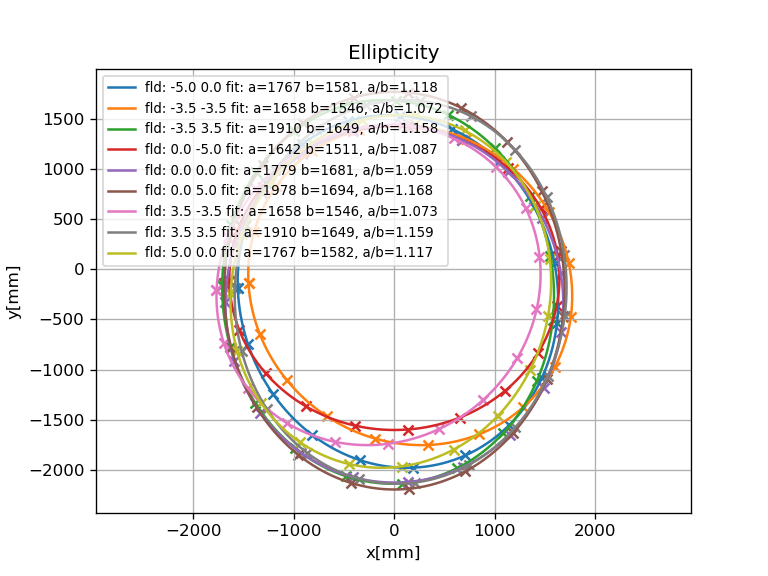 Ellipticity
fld: -5.0 0.0 fit: a=1767 b=1581, a/b=1.118
fld: -3.5 -3.5 fit: a=1658 b=1546, a/b=1.072
fld: -3.5 3.5 fit: a=1910 b=1649, a/b=1.158
fld: 0.0 -5.0 fit: a=1642 b=1511, a/b=1.087
fld: 0.0 0.0 fit: a=1779 b=1681, a/b=1.059
fld: 0.0 5.0 fit: a=1978 b=1694, a/b=1.168
fld: 3.5 -3.5 fit: a=1658 b=1546, a/b=1.073
fld: 3.5 3.5 fit: a=1910 b=1649, a/b=1.159
fld: 5.0 0.0 fit: a=1767 b=1582, a/b=1.117
y[mm]
1500
1000
500
0
−500
−1000
−1500
−2000
−2000 −1000 0 1000 2000
x[mm]